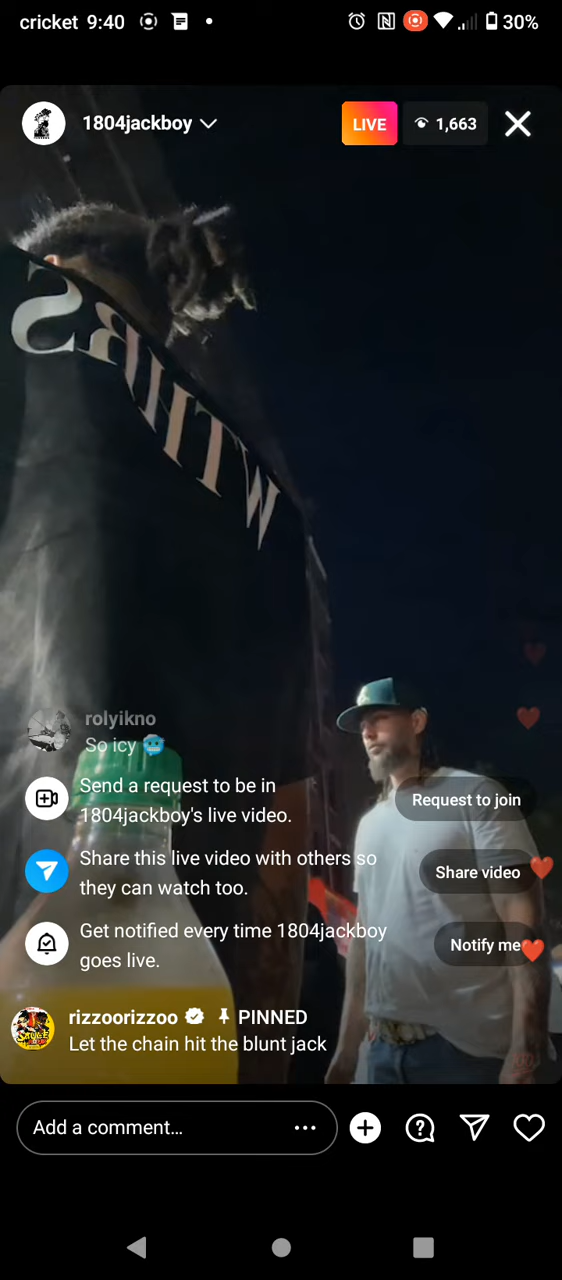 cricket 9:40
30%
1804jackboy
LIVE
1,663
WTHBS
rolyikno
So icy 🥶
Send a request to be in
1804jackboy's live video.
Request to join
Share this live video with others so
they can watch too.
Share video
Get notified every time 1804jackboy
goes live.
Notify me
rizzoorizzoo PINNED
Let the chain hit the blunt jack
Add a comment…